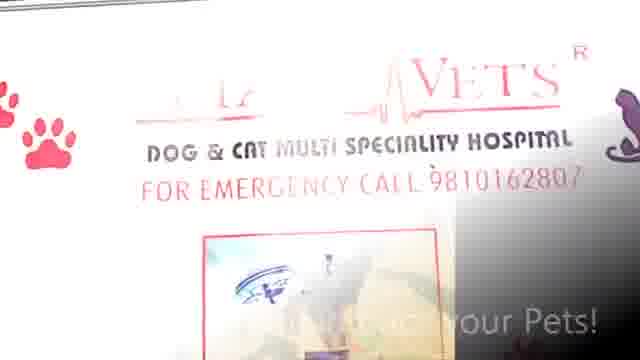 VETS®
DOG & CAT MULTI SPECIALITY HOSPITAL
FOR EMERGENCY CALL 9810162807
your Pets!